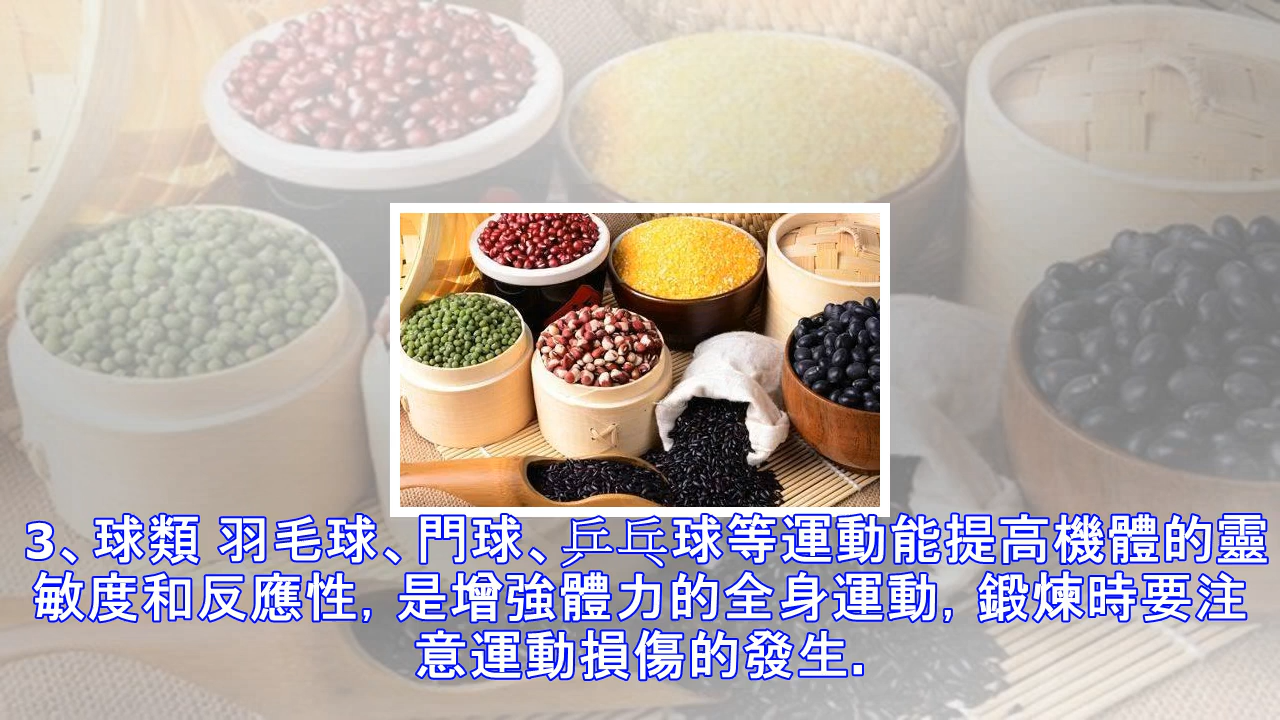 3、球類 羽毛球、門球、乒乓球等運動能提高機體的靈
敏度和反應性, 是增強體力的全身運動, 鍛煉時要注
意運動損傷的發生.